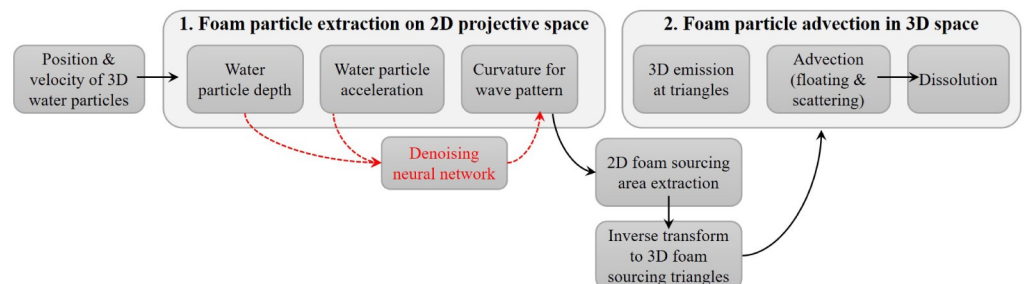 1. Foam particle extraction on 2D projective space
2. Foam particle advection in 3D space
Position &
velocity of 3D
water particles
Water
particle depth
Water particle
acceleration
Curvature for
wave pattern
3D emission
at triangles
Advection
(floating &
scattering)
Dissolution
Denoising
neural network
2D foam sourcing
area extraction
Inverse transform
to 3D foam
sourcing triangles